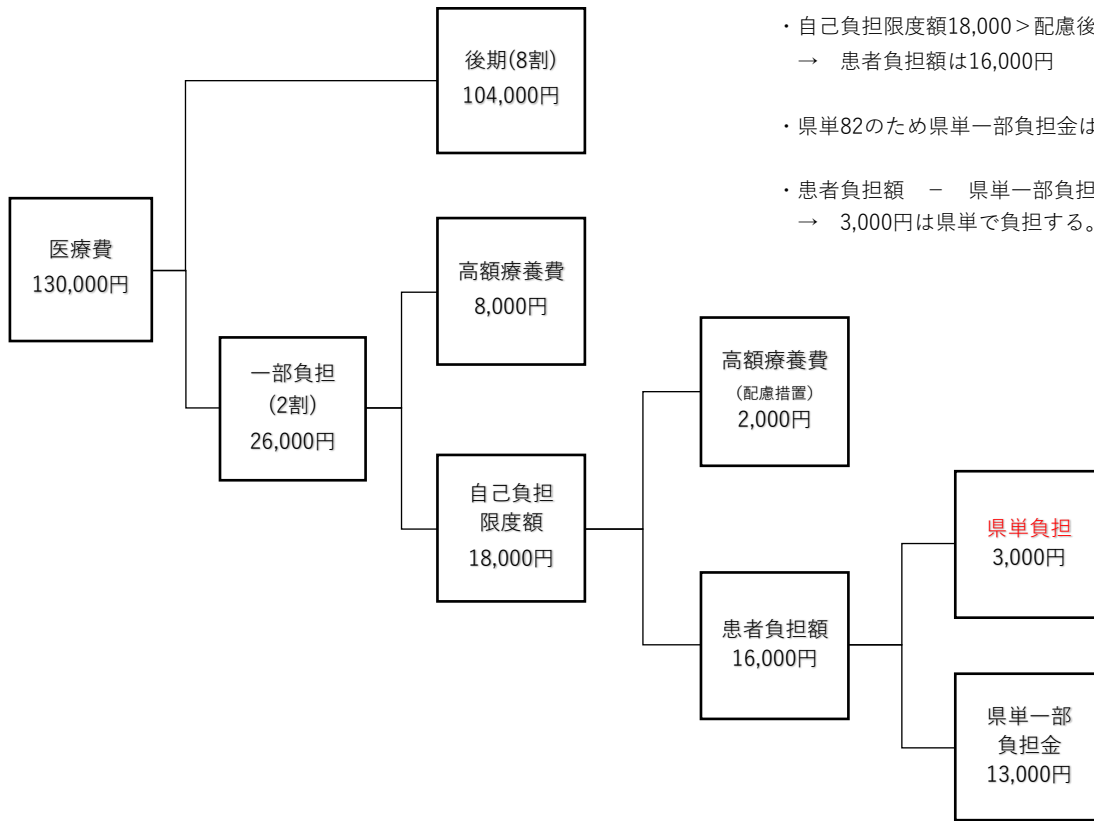 ・自己負担限度額18,000＞配慮後
→　患者負担額は16,000円
・県単82のため県単一部負担金は
・患者負担額　－　県単一部負担
→　3,000円は県単で負担する。
後期(8割)
104,000円
医療費
130,000円
高額療養費
8,000円
一部負担
(2割)
26,000円
高額療養費
(配慮措置)
2,000円
自己負担
限度額
18,000円
県単負担
3,000円
患者負担額
16,000円
県単一部
負担金
13,000円